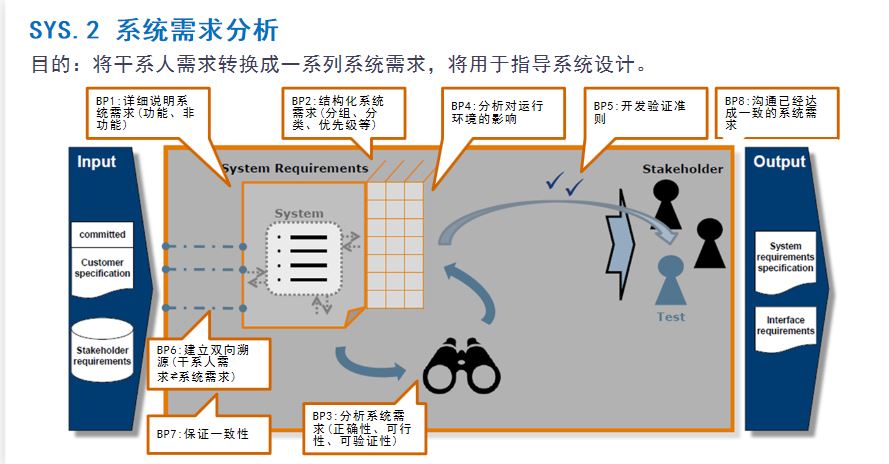 SYS.2 系统需求分析
目的：将干系人需求转换成一系列系统需求，将用于指导系统设计。
BP1:详细说明系
统需求(功能、非
功能)
BP2:结构化系统
需求(分组、分
类、优先级等)
BP4:分析对运行
环境的影响
BP5:开发验证准
则
BP8:沟通已经达
成一致的系统需
求
Input
System Requirements
Stakeholder
Output
System
committed
Customer
specification
System
requirements
specification
Test
Interface
requirements
Stakeholder
requirements
BP6:建立双向溯
源(干系人需
求⇄系统需求)
BP7:保证一致性
BP3:分析系统需
求(正确性、可行
性、可验证性)